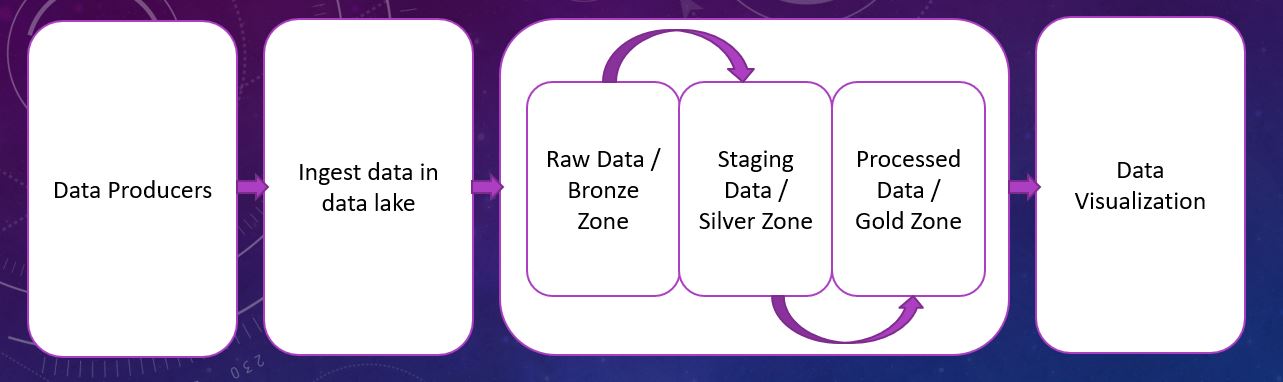 Data Producers
Ingest data in
data lake
Raw Data /
Bronze
Zone
Staging
Data /
Silver Zone
Processed
Data /
Gold Zone
Data
Visualization
230